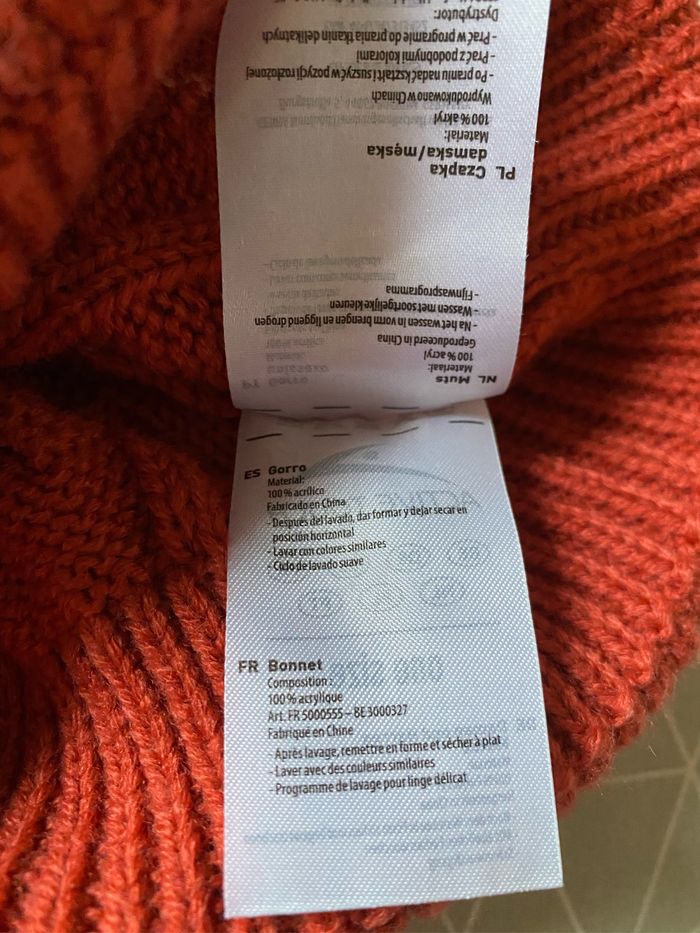 NL Muts
Materiaal:
100% acryl
Geproduceerd in China
- Na het wassen in vorm brengen en liggend drogen
- Wassen met soortgelijke kleuren
- Fijnwasprogramma
PL Czapka
damska/męska
Materiał:
100% akryl
Wyprodukowano w Chinach
- Po praniu nadać kształt i suszyć w pozycji rozłożonej
- Prać z podobnymi kolorami
- Prać w programie do prania tkanin delikatnych
Dystrybutor:
ES Gorro
Material:
100% acrílico
Fabricado en China
- Después del lavado, dar formar y dejar secar en
posición horizontal
- Lavar con colores similares
- Ciclo de lavado suave
FR Bonnet
Composition :
100% acrylique
Art. FR 5000555 – BE 3000327
Fabriqué en Chine
- Après lavage, remettre en forme et sécher à plat
- Laver avec des couleurs similaires
- Programme de lavage pour linge délicat